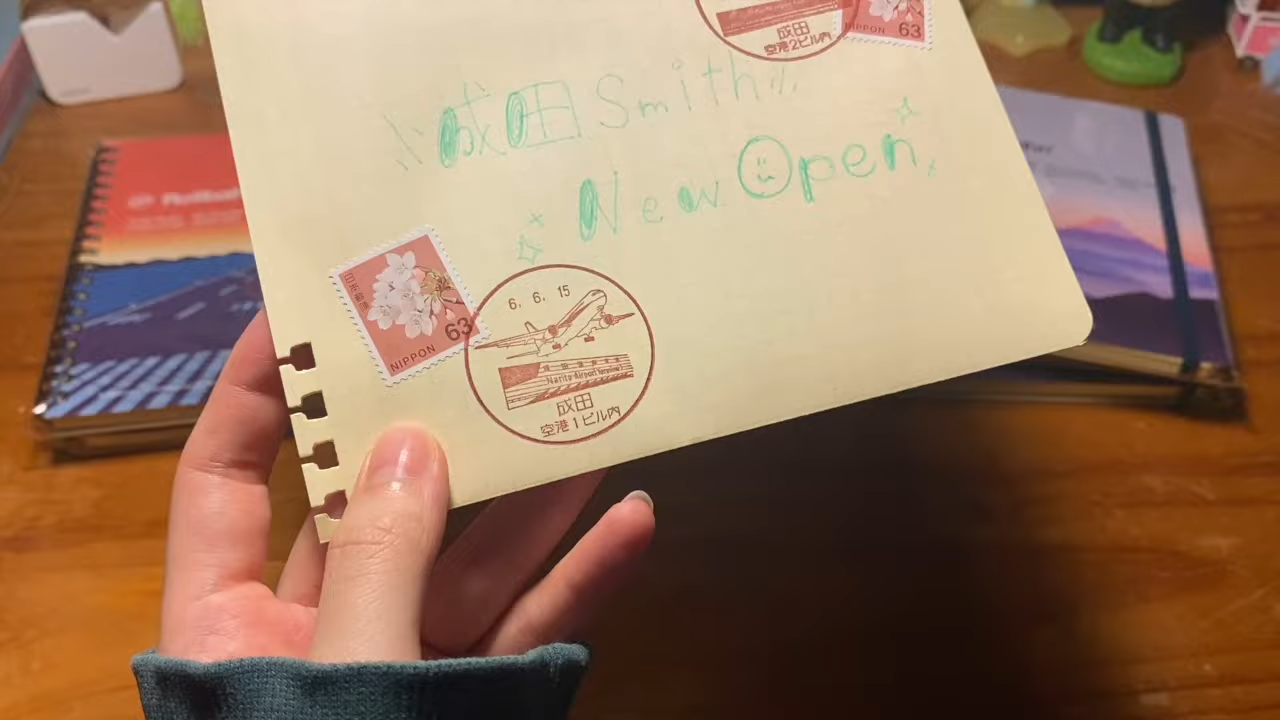 成田
空港2ビル内
NIPPON 63
成田 Smith
New Open
日本郵便
63
NIPPON
6. 6. 15
Narita Airport Terminal 1
成田
空港1ビル内
Rollbahn